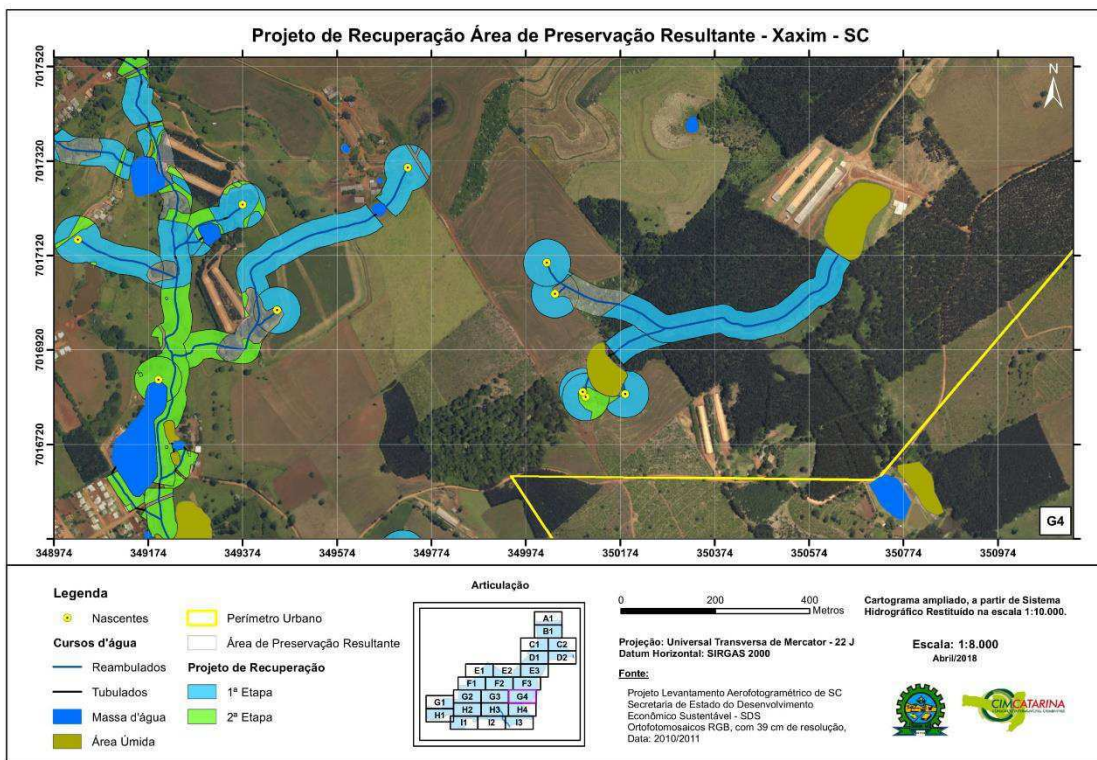 Projeto de Recuperação Área de Preservação Resultante - Xaxim - SC
N
7017520
7017320
7017120
7016920
7016720
G4
348974 349174 349374 349574 349774 349974 350174 350374 350574 350774 350974
Legenda
Nascentes
Cursos d'água
Reambulados
Tubulados
Massa d'água
Área Úmida
Perímetro Urbano
Área de Preservação Resultante
Projeto de Recuperação
1ª Etapa
2ª Etapa
Articulação
A1
B1
C1 C2
D1 D2
E1 E2 E3
F1 F2 F3
G1 G2 G3 G4
H1 H2 H3 H4
I1 I2 I3
0 200 400
Metros
Projeção: Universal Transversa de Mercator - 22 J
Datum Horizontal: SIRGAS 2000
Fonte:
Projeto Levantamento Aerofotogramétrico de SC
Secretaria de Estado do Desenvolvimento
Econômico Sustentável - SDS
Ortofotomosaicos RGB, com 39 cm de resolução,
Data: 2010/2011
Cartograma ampliado, a partir de Sistema
Hidrográfico Restituído na escala 1:10.000.
Escala: 1:8.000
Abril/2018
CIMCATARINA